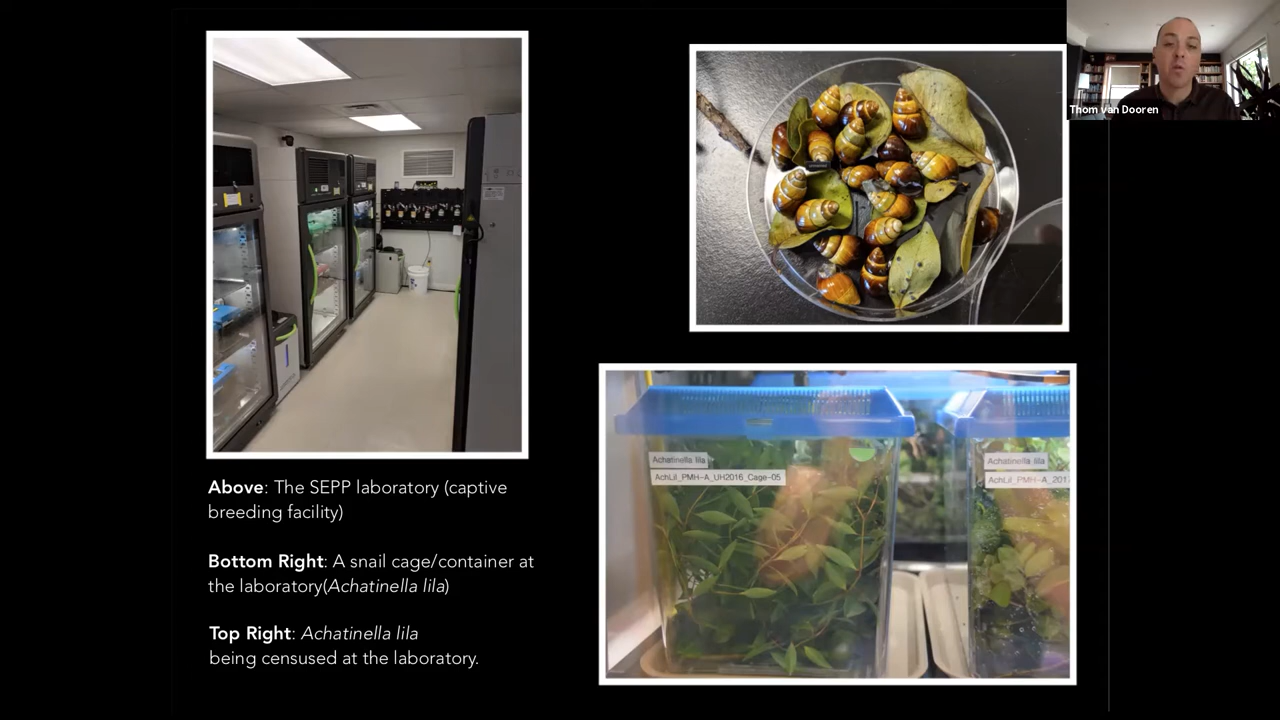 Thom van Dooren
Achatinella lila
AchLil_PMH-A_UH2016_Cage-05
Achatinella lila
AchLil_PMH-A_201
Above: The SEPP laboratory (captive
breeding facility)
Bottom Right: A snail cage/container at
the laboratory(Achatinella lila)
Top Right: Achatinella lila
being censused at the laboratory.